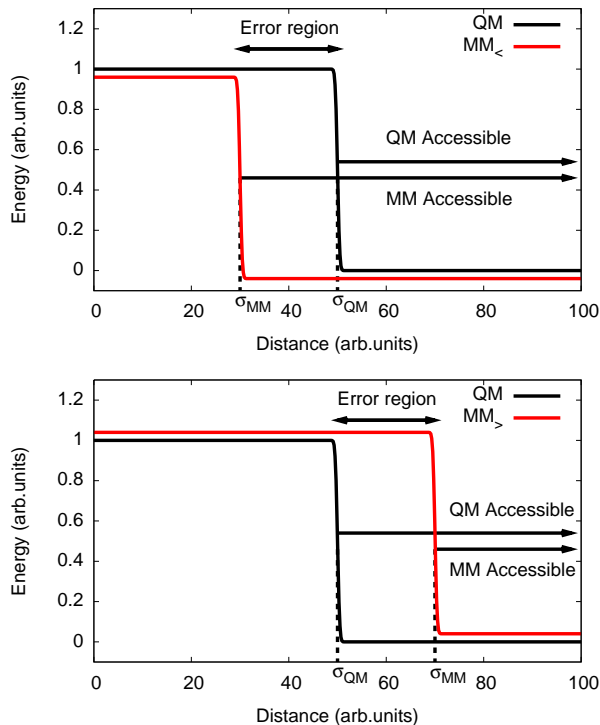 Error region
QM
MM<
1.2
1
0.8
0.6
0.4
0.2
0
Energy (arb.units)
QM Accessible
MM Accessible
0
σMM
40
σQM
60
80
100
20
Distance (arb.units)
Error region
QM
MM>
1.2
1
0.8
0.6
0.4
0.2
0
Energy (arb.units)
QM Accessible
MM Accessible
0
20
40
σQM
60
σMM
80
100
Distance (arb.units)